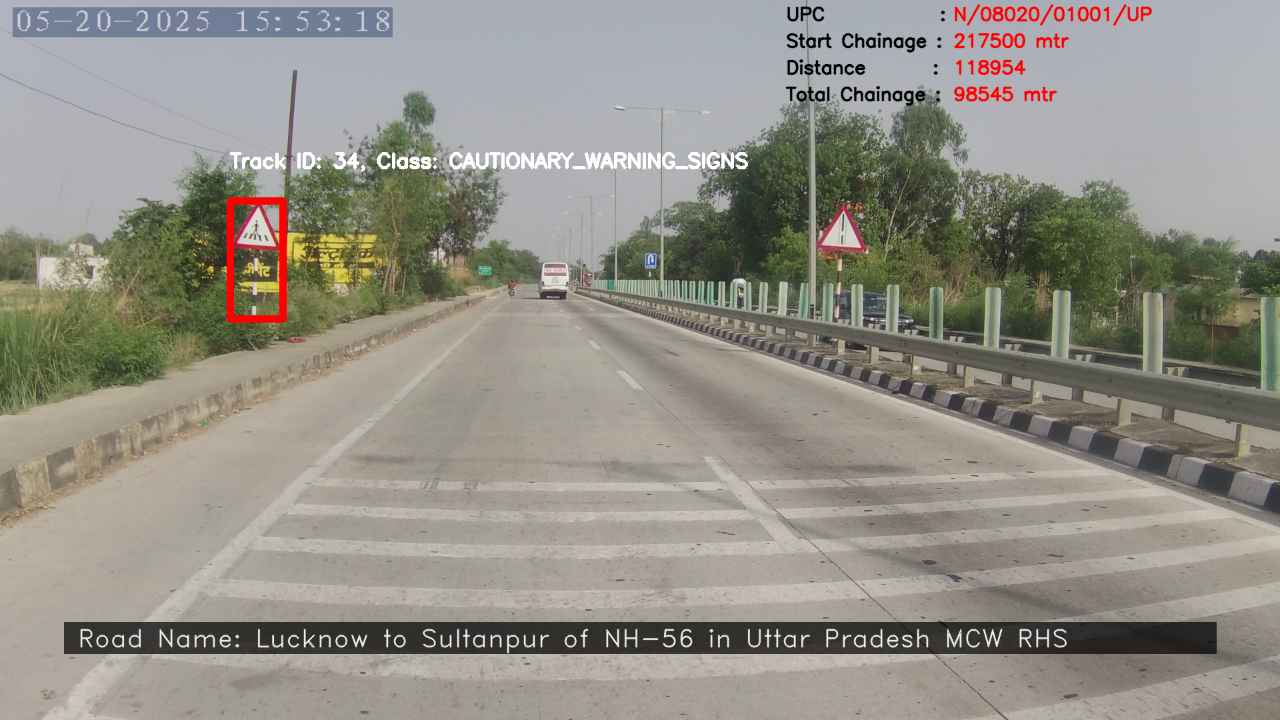 05-20-2025 15:53:18
UPC : N/08020/01001/UP
Start Chainage : 217500 mtr
Distance : 118954
Total Chainage : 98545 mtr
Track ID: 34, Class: CAUTIONARY_WARNING_SIGNS
Road Name: Lucknow to Sultanpur of NH-56 in Uttar Pradesh MCW RHS